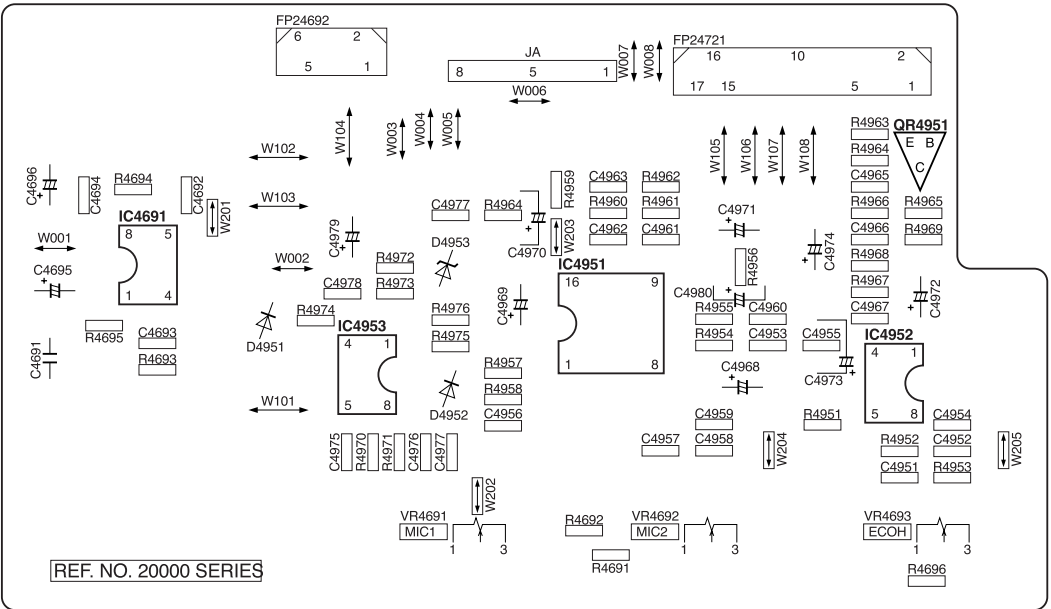 FP24692
6 2
5 1
JA
8 5 1
W007
W008
W006
FP24721
16 10 2
17 15 5 1
W104
W003
W004
W005
W102
W103
W105
W106
W107
W108
R4963
R4964
C4965
QR4951
E B
C
C4696
C4694
R4694
C4692
W201
IC4691
8 5
1 4
W001
C4695
C4979
C4977
R4964
C4970
R4959
W203
C4963
R4962
R4960
R4961
C4962
C4961
C4971
C4974
C4966
R4968
R4967
C4967
R4965
R4969
C4972
W002
D4953
R4972
C4978
R4973
IC4951
16 9
1 8
R4956
C4980
R4955
C4960
R4954
C4953
C4955
C4969
R4974
D4951
R4976
R4975
IC4953
4 1
5 8
R4695
C4693
R4693
C4691
IC4952
4 1
5 8
C4973
C4968
R4957
R4958
C4956
D4952
W101
C4959
C4957
C4958
R4951
W204
C4954
R4952
C4952
C4951
R4953
W205
C4975
R4970
R4971
C4976
C4977
W202
VR4691
MIC1
1 3
R4692
R4691
VR4692
MIC2
1 3
VR4693
ECOH
1 3
R4696
REF. NO. 20000 SERIES